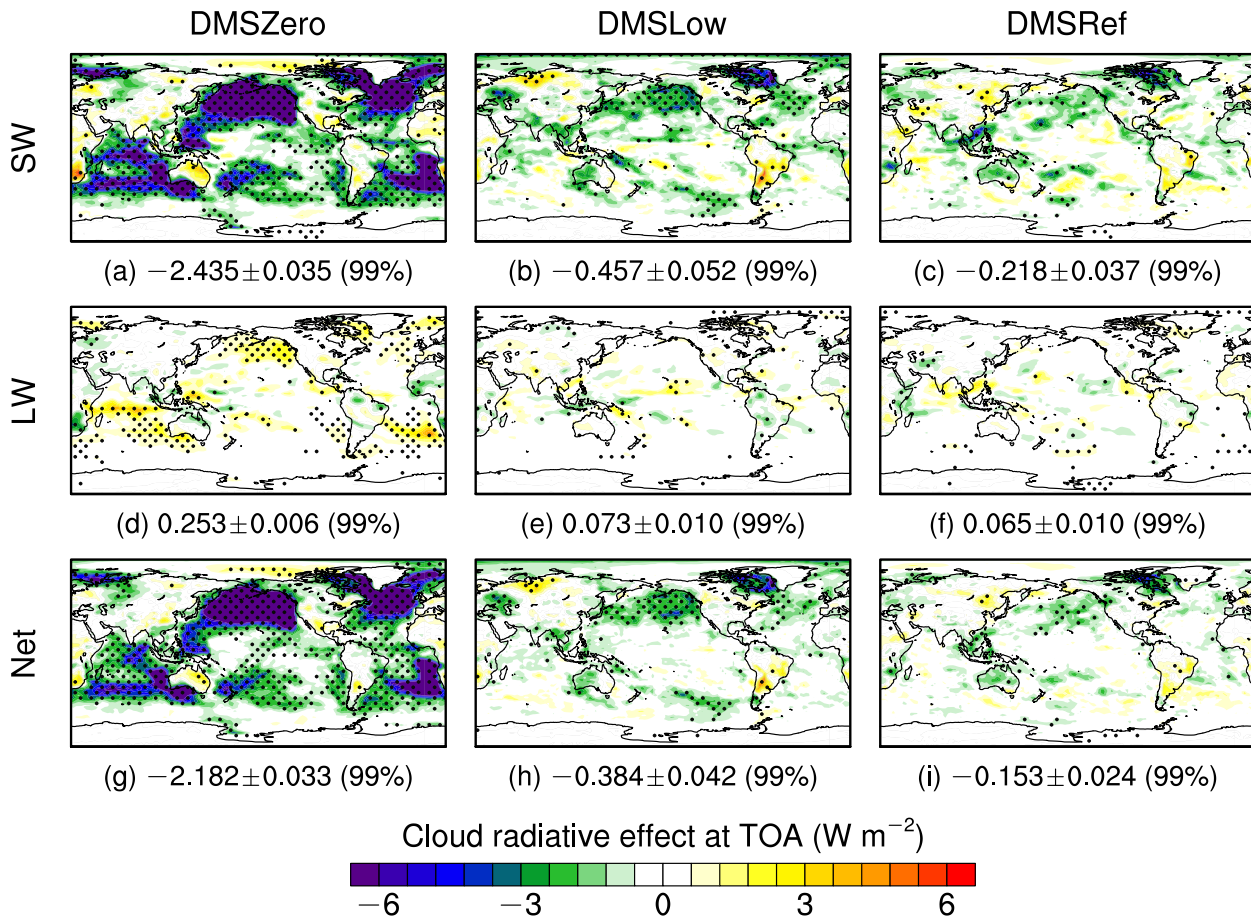 DMSZero DMSLow DMSRef
SW
(a) −2.435±0.035 (99%) (b) −0.457±0.052 (99%) (c) −0.218±0.037 (99%)
LW
(d) 0.253±0.006 (99%) (e) 0.073±0.010 (99%) (f) 0.065±0.010 (99%)
Net
(g) −2.182±0.033 (99%) (h) −0.384±0.042 (99%) (i) −0.153±0.024 (99%)
Cloud radiative effect at TOA (W m⁻²)
−6 −3 0 3 6